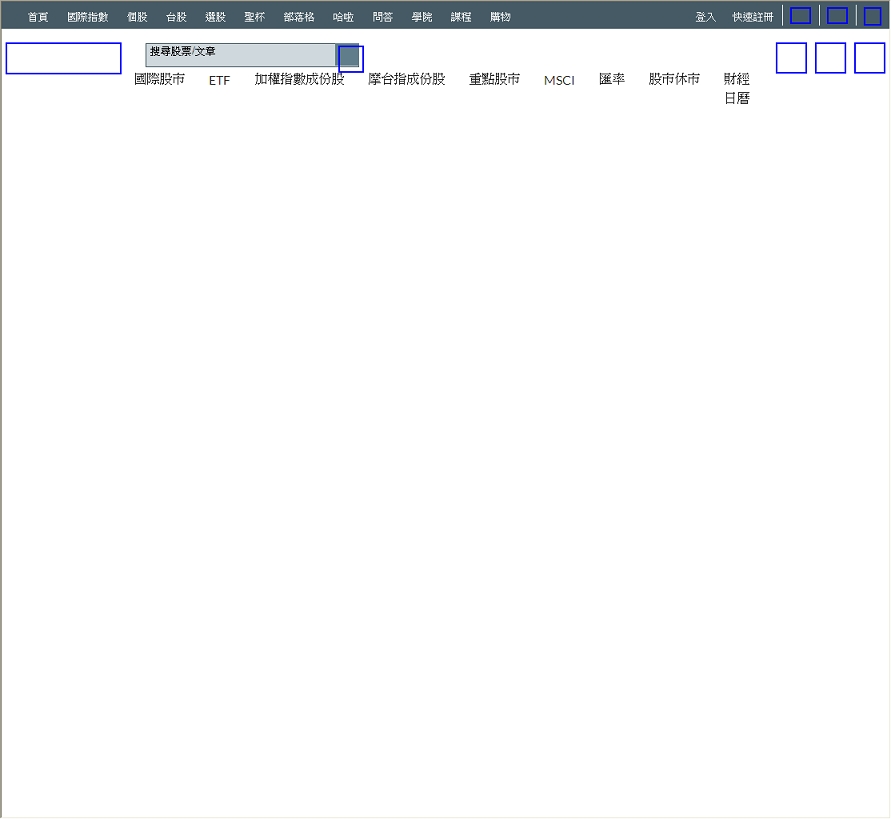 首頁 國際指數 個股 台股 選股 聖杯 部落格 哈啦 問答 學院 課程 購物 登入 快速註冊
搜尋股票/文章
國際股市 ETF 加權指數成份股 摩台指成份股 重點股市 MSCI 匯率 股市休市 財經
日曆